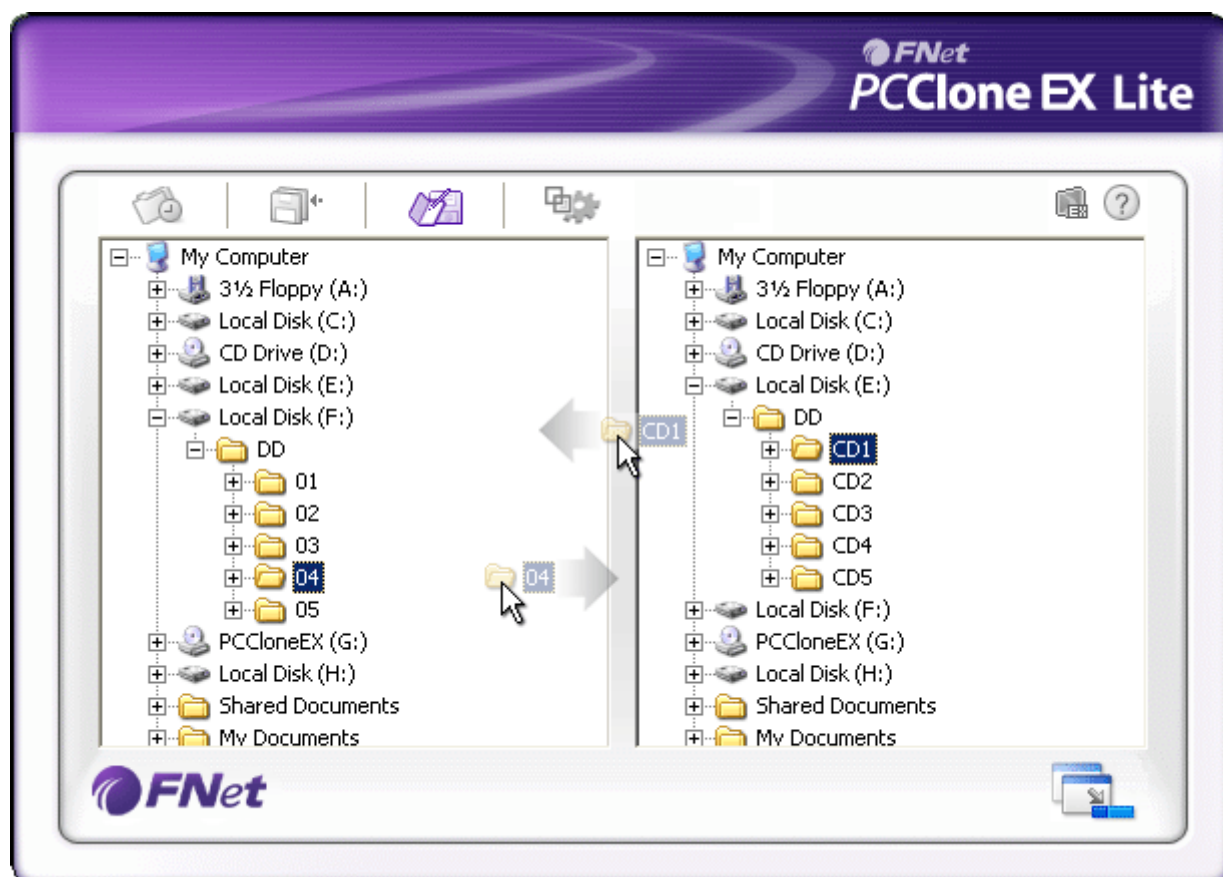 FNet
PCClone EX Lite
EX
?
My Computer
3½ Floppy (A:)
Local Disk (C:)
CD Drive (D:)
Local Disk (E:)
Local Disk (F:)
DD
01
02
03
04
05
PCCloneEX (G:)
Local Disk (H:)
Shared Documents
My Documents
CD1
04
My Computer
3½ Floppy (A:)
Local Disk (C:)
CD Drive (D:)
Local Disk (E:)
DD
CD1
CD2
CD3
CD4
CD5
Local Disk (F:)
PCCloneEX (G:)
Local Disk (H:)
Shared Documents
My Documents
FNet